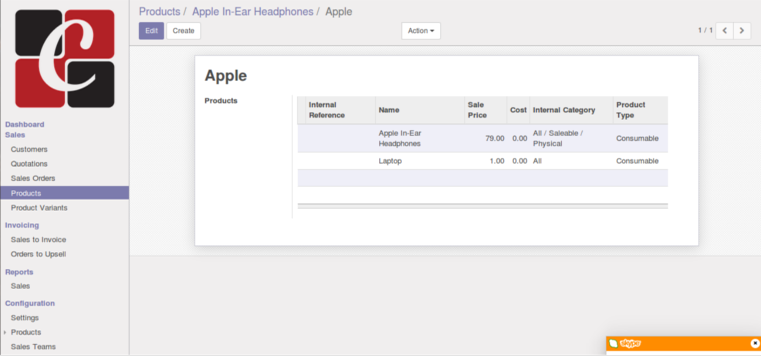 C
Products / Apple In-Ear Headphones / Apple
Edit Create Action 1 / 1
Dashboard
Sales
Customers
Quotations
Sales Orders
Products
Product Variants
Invoicing
Sales to Invoice
Orders to Upsell
Reports
Sales
Configuration
Settings
Products
Sales Teams
Apple
Products
Internal Reference Name Sale Price Cost Internal Category Product Type
Apple In-Ear Headphones 79.00 0.00 All / Saleable / Physical Consumable
Laptop 1.00 0.00 All Consumable
skype